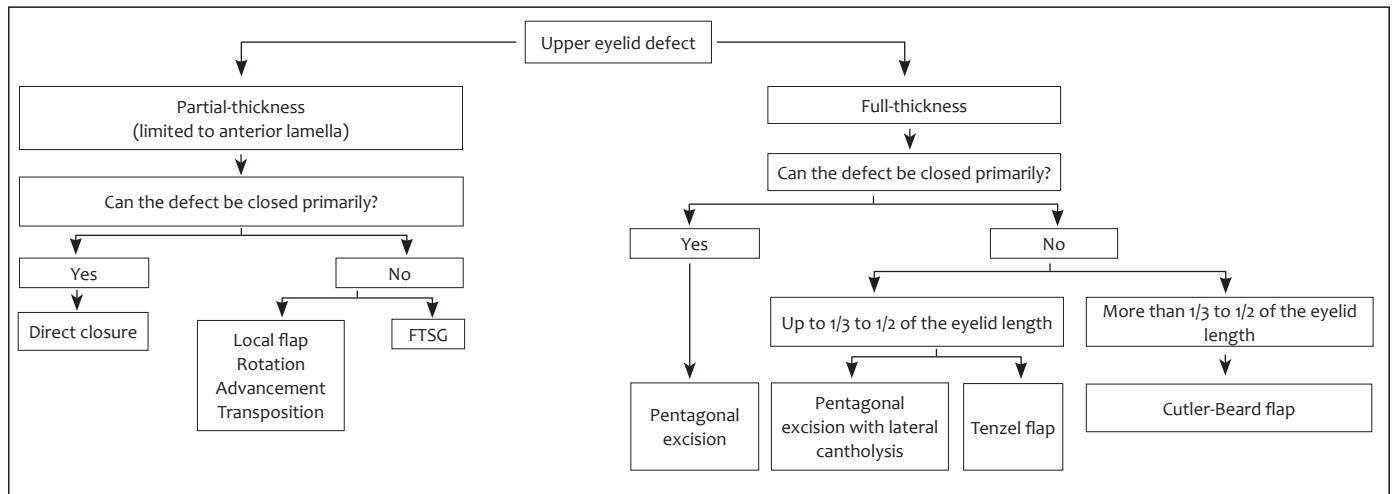 Upper eyelid defect
Partial-thickness
(limited to anterior lamella)
Can the defect be closed primarily?
Yes
No
Direct closure
Local flap
Rotation
Advancement
Transposition
FTSG
Full-thickness
Can the defect be closed primarily?
Yes
No
Pentagonal
excision
Up to 1/3 to 1/2 of the eyelid length
Pentagonal
excision with lateral
cantholysis
Tenzel flap
More than 1/3 to 1/2 of the eyelid
length
Cutler-Beard flap